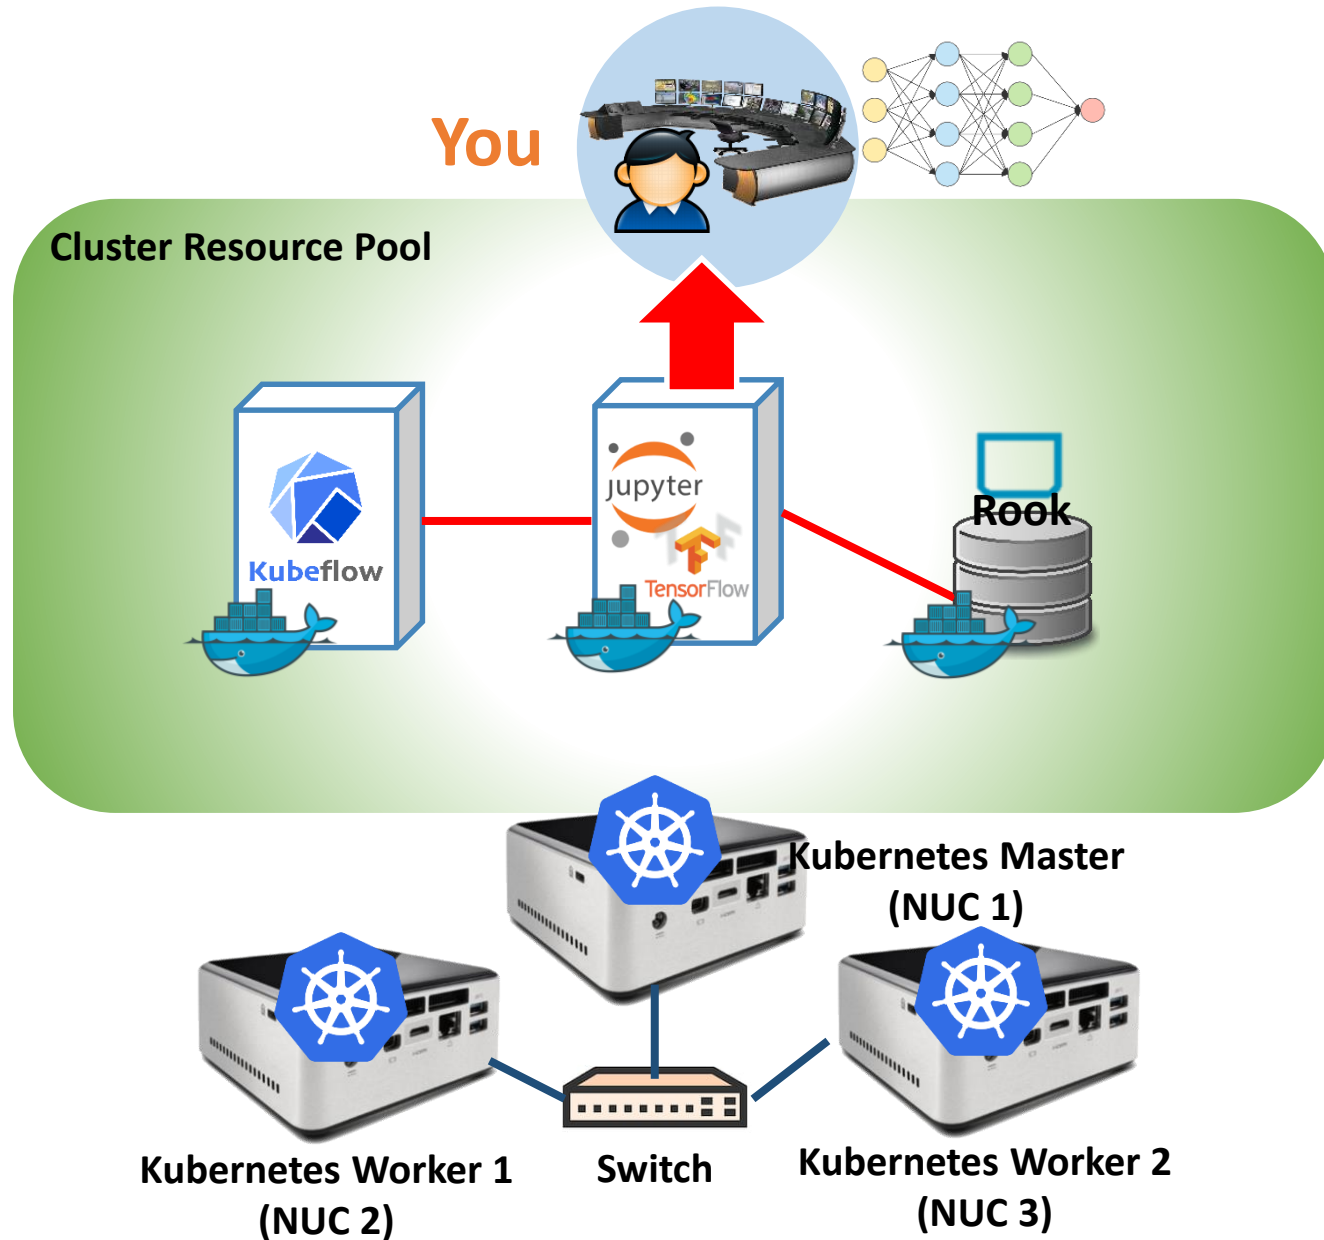 You
Cluster Resource Pool
Kubeflow
jupyter
TensorFlow
Rook
Kubernetes Master
(NUC 1)
Kubernetes Worker 1
(NUC 2)
Switch
Kubernetes Worker 2
(NUC 3)